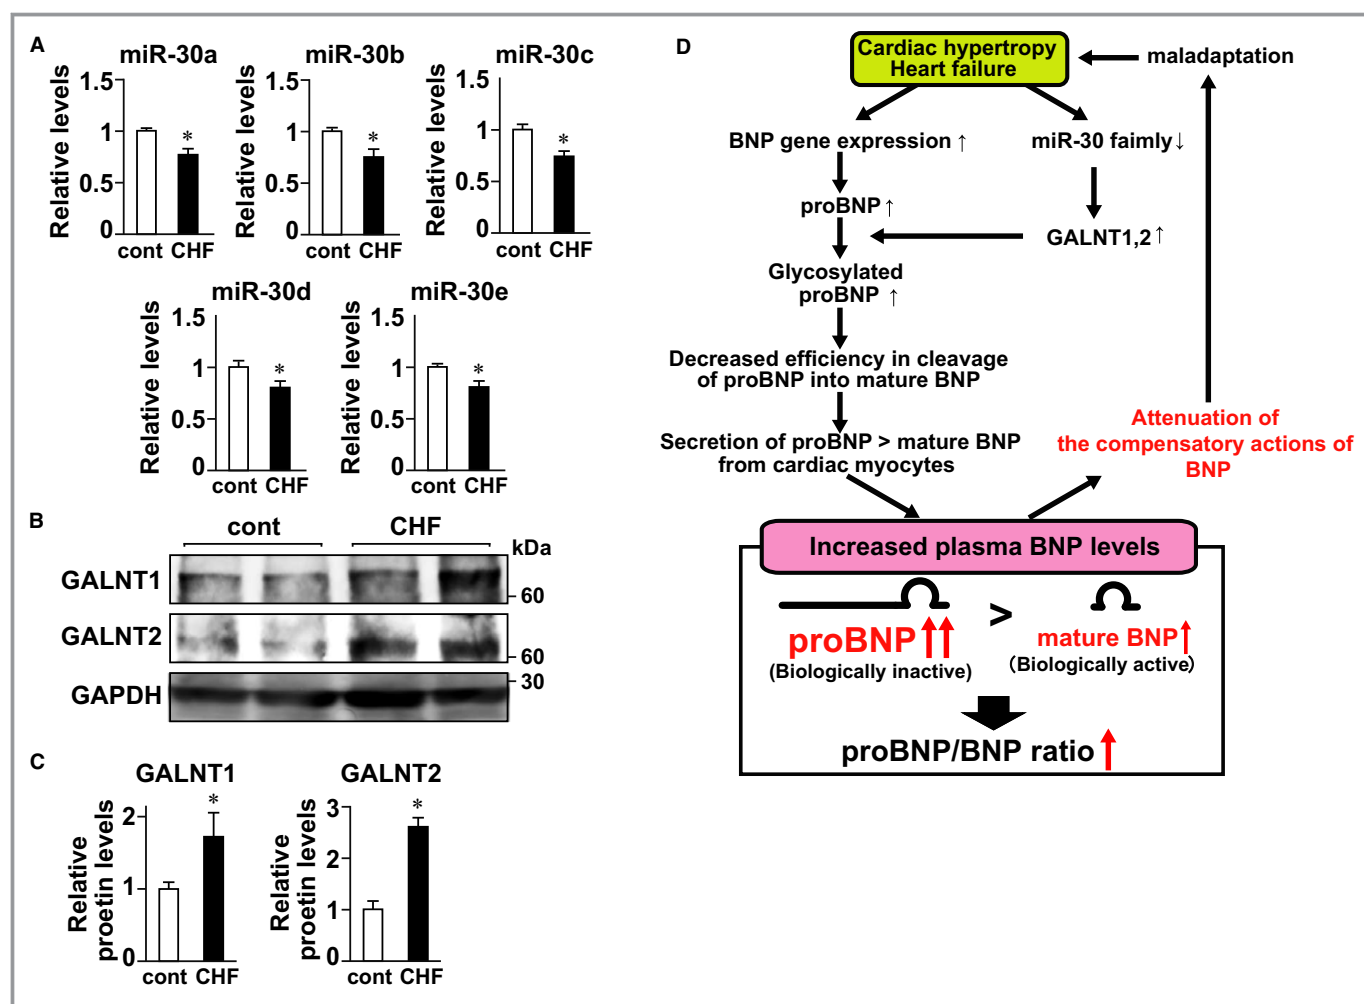 A
miR-30a
Relative levels
1.5
1
0.5
0
*
cont CHF
miR-30b
Relative levels
1.5
1
0.5
0
*
cont CHF
miR-30c
Relative levels
1.5
1
0.5
0
*
cont CHF
miR-30d
Relative levels
1.5
1
0.5
0
*
cont CHF
miR-30e
Relative levels
1.5
1
0.5
0
*
cont CHF
B
cont CHF
kDa
GALNT1
60
GALNT2
60
GAPDH
30
C
GALNT1
Relative
proetin levels
2
1
0
*
cont CHF
GALNT2
Relative
proetin levels
3
2
1
0
*
cont CHF
D
Cardiac hypertropy
Heart failure
maladaptation
BNP gene expression ↑
miR-30 faimly ↓
proBNP ↑
GALNT1,2 ↑
Glycosylated
proBNP ↑
Decreased efficiency in cleavage
of proBNP into mature BNP
Secretion of proBNP > mature BNP
from cardiac myocytes
Attenuation of
the compensatory actions of
BNP
Increased plasma BNP levels
>
proBNP ↑↑
(Biologically inactive)
mature BNP ↑
(Biologically active)
proBNP/BNP ratio ↑